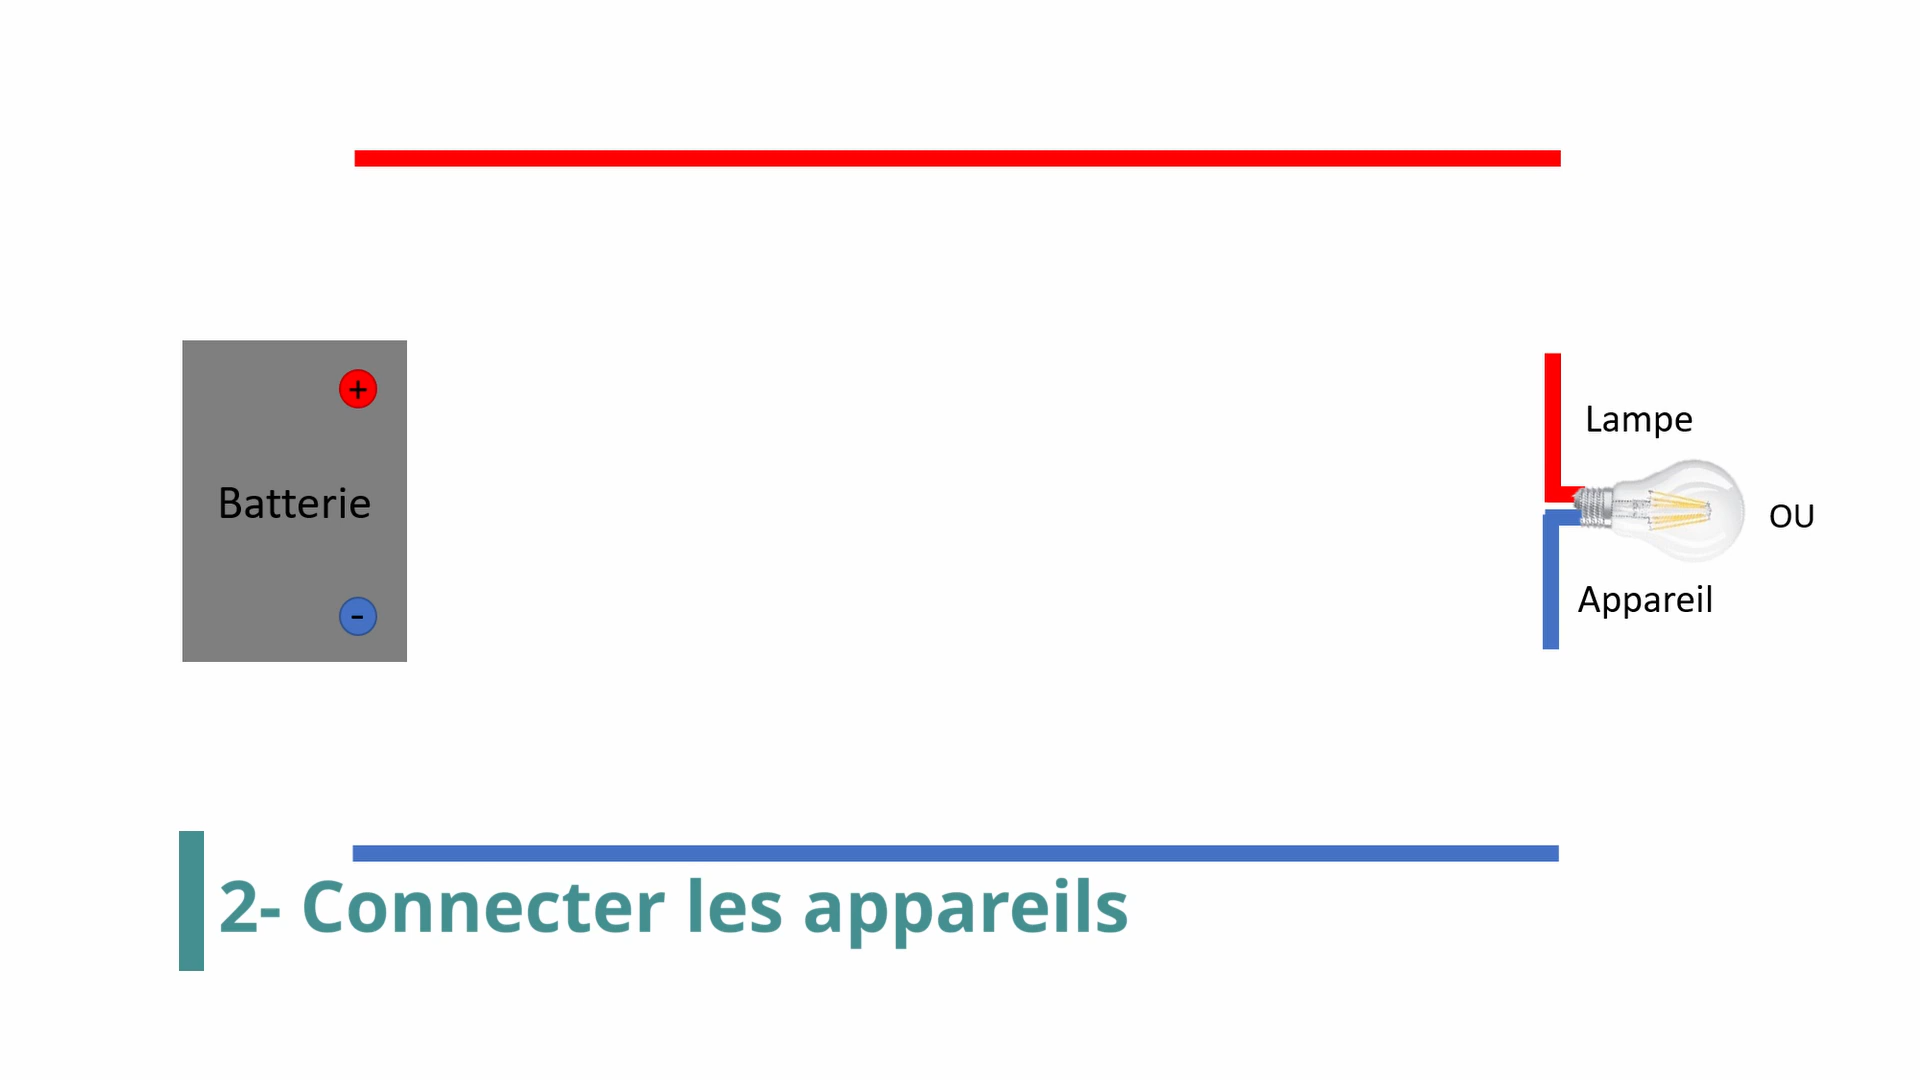 +
Lampe
Batterie
OU
Appareil
-
2- Connecter les appareils